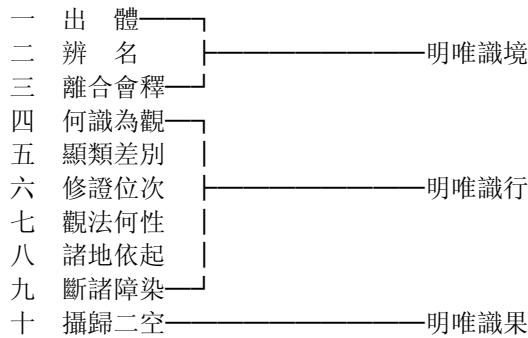 一 出 體
二 辨 名 明唯識境
三 離合會釋
四 何識為觀
五 顯類差別
六 修證位次 明唯識行
七 觀法何性
八 諸地依起
九 斷諸障染
十 攝歸二空 明唯識果